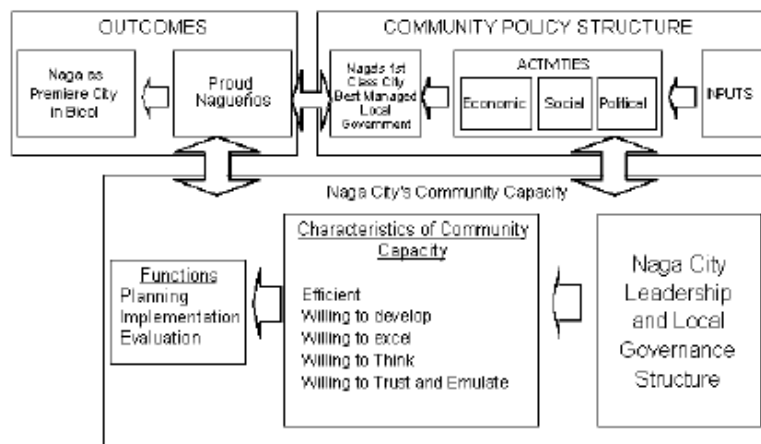 OUTCOMES
Naga as
Premiere City
in Bicol
Proud
Nagueños
COMMUNITY POLICY STRUCTURE
Naga's 1st
Class City
Best Managed
Local
Government
ACTIVITIES
Economic
Social
Political
INPUTS
Naga City's Community Capacity
Functions
Planning
Implementation
Evaluation
Characteristics of Community
Capacity
Efficient
Willing to develop
Willing to excel
Willing to Think
Willing to Trust and Emulate
Naga City
Leadership
and Local
Governance
Structure